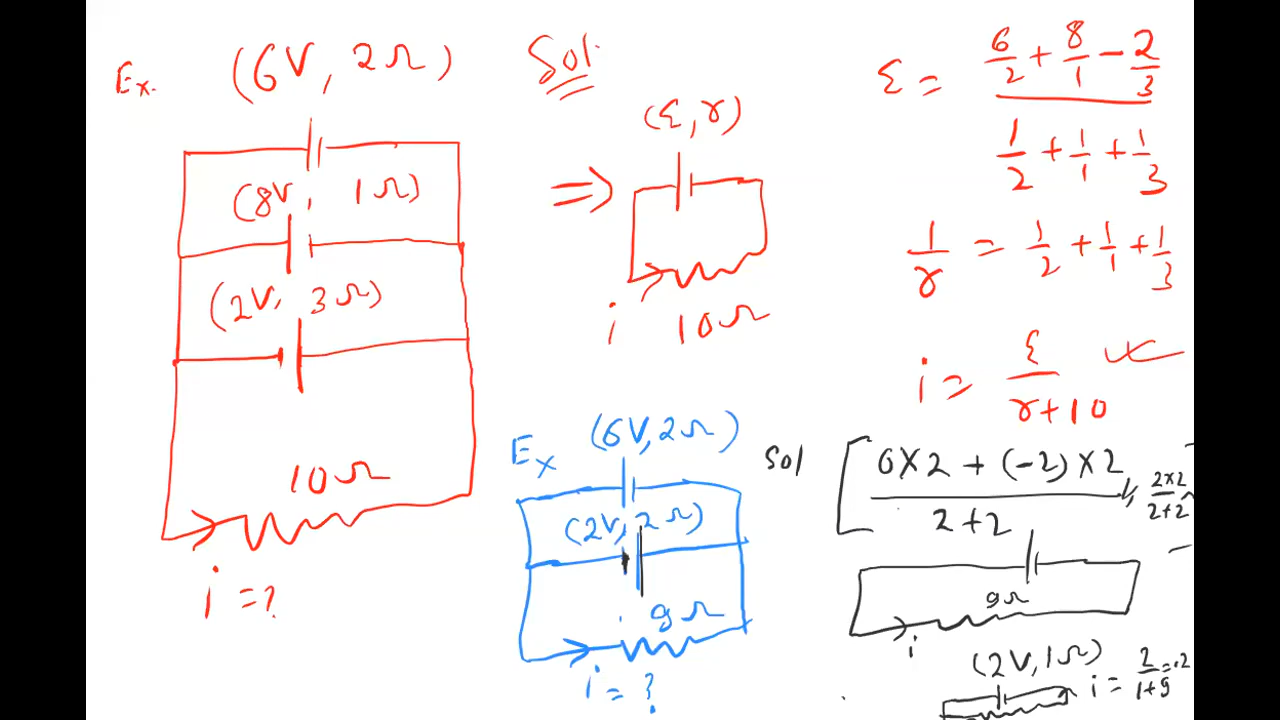 Ex. (6V, 2Ω)
(8V, 1Ω)
(2V, 3Ω)
10Ω
i = ?
Sol.
(ε, r)
⇒
i 10Ω
ε = (6/2 + 8/1 − 2/3) / (1/2 + 1/1 + 1/3)
1/r = 1/2 + 1/1 + 1/3
i = ε/(r+10)
Ex (6V, 2Ω)
(2V, 2Ω)
9Ω
i = ?
Sol [ (6×2 + (−2)×2)/(2+2) , (2×2)/(2+2)
9Ω
i
(2V, 1Ω)
i = 2/(1+9) = .2